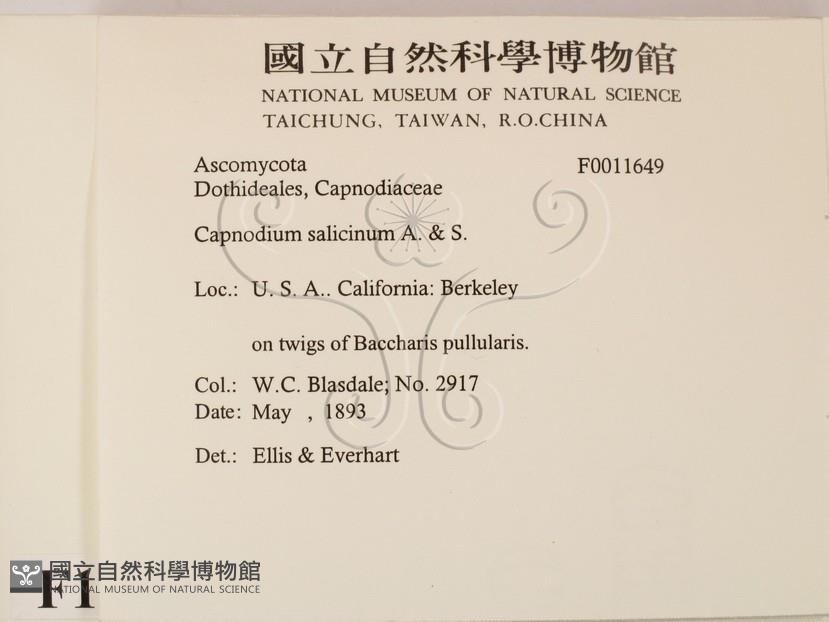 國立自然科學博物館
NATIONAL MUSEUM OF NATURAL SCIENCE
TAICHUNG, TAIWAN, R.O.CHINA
Ascomycota F0011649
Dothideales, Capnodiaceae
Capnodium salicinum A. & S.
Loc.: U. S. A.. California: Berkeley
on twigs of Baccharis pullularis.
Col.: W.C. Blasdale; No. 2917
Date: May , 1893
Det.: Ellis & Everhart
國立自然科學博物館
NATIONAL MUSEUM OF NATURAL SCIENCE
F1